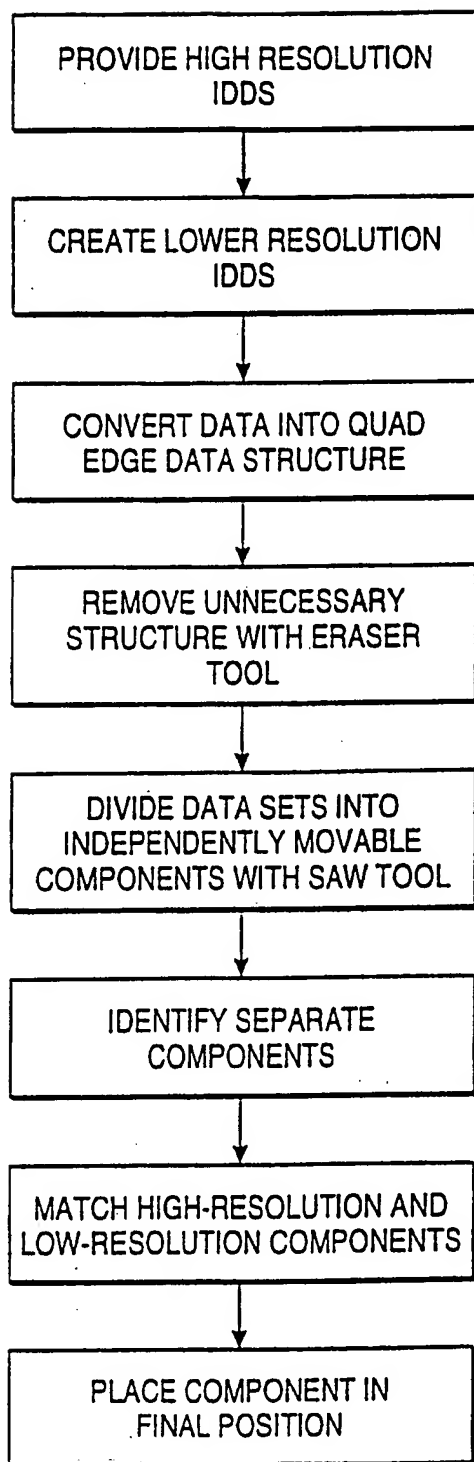 PROVIDE HIGH RESOLUTION
IDDS
CREATE LOWER RESOLUTION
IDDS
CONVERT DATA INTO QUAD
EDGE DATA STRUCTURE
REMOVE UNNECESSARY
STRUCTURE WITH ERASER
TOOL
DIVIDE DATA SETS INTO
INDEPENDENTLY MOVABLE
COMPONENTS WITH SAW TOOL
IDENTIFY SEPARATE
COMPONENTS
MATCH HIGH-RESOLUTION AND
LOW-RESOLUTION COMPONENTS
PLACE COMPONENT IN
FINAL POSITION